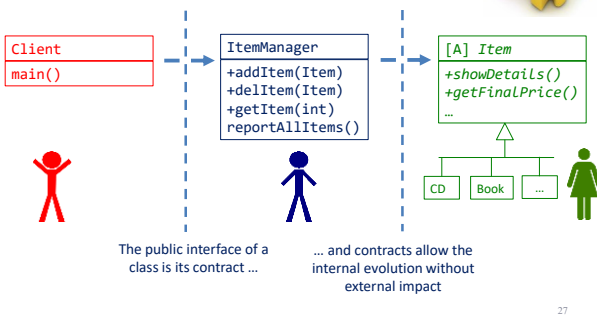 Client
main()
ItemManager
+addItem(Item)
+delItem(Item)
+getItem(int)
reportAllItems()
[A] Item
+showDetails()
+getFinalPrice()
…
CD
Book
…
The public interface of a
class is its contract …
… and contracts allow the
internal evolution without
external impact
27